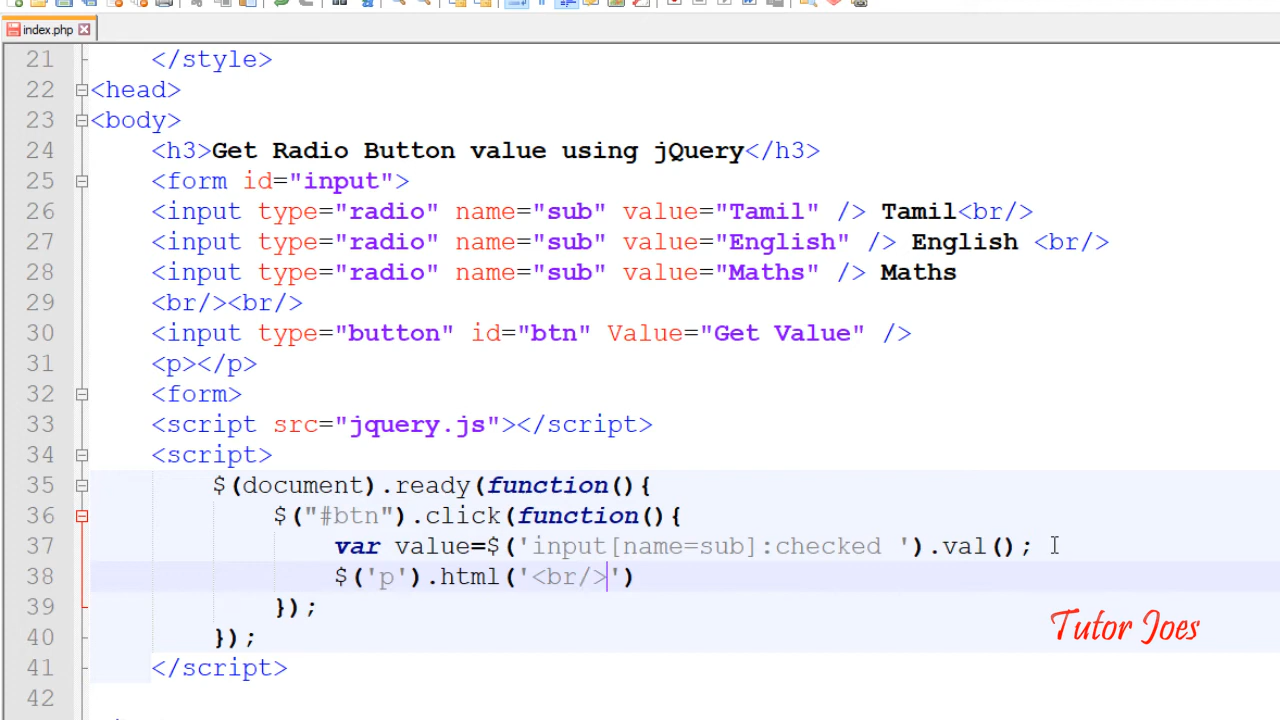 index.php
21 </style>
22 <head>
23 <body>
24 <h3>Get Radio Button value using jQuery</h3>
25 <form id="input">
26 <input type="radio" name="sub" value="Tamil" /> Tamil<br/>
27 <input type="radio" name="sub" value="English" /> English <br/>
28 <input type="radio" name="sub" value="Maths" /> Maths
29 <br/><br/>
30 <input type="button" id="btn" Value="Get Value" />
31 <p></p>
32 <form>
33 <script src="jquery.js"></script>
34 <script>
35 $(document).ready(function(){
36 $("#btn").click(function(){
37 var value=$('input[name=sub]:checked ').val();
38 $('p').html('<br/>')
39 });
40 });
41 </script>
42
Tutor Joes